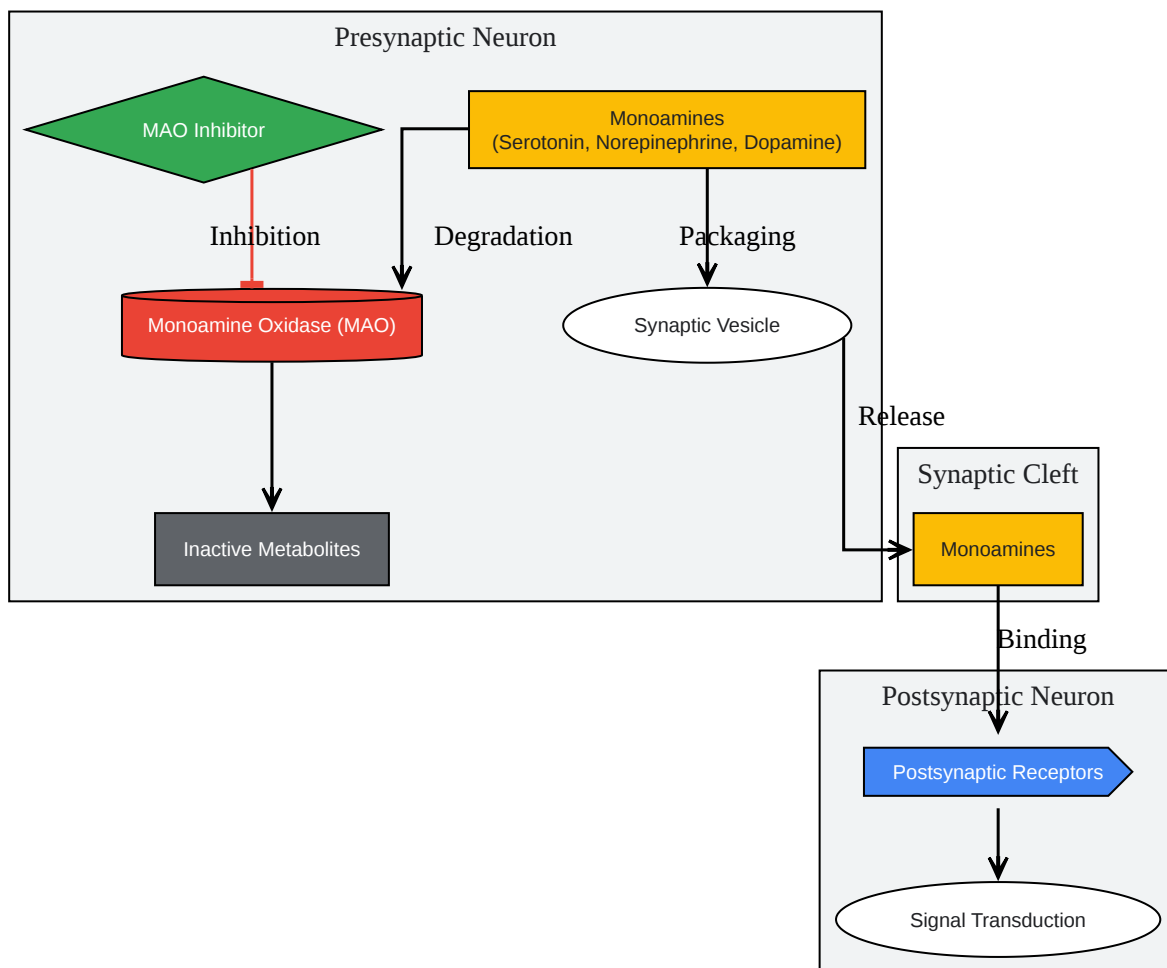 Presynaptic Neuron
MAO Inhibitor
Monoamines
(Serotonin, Norepinephrine, Dopamine)
Inhibition
Degradation
Packaging
Monoamine Oxidase (MAO)
Synaptic Vesicle
Release
Synaptic Cleft
Inactive Metabolites
Monoamines
Binding
Postsynaptic Neuron
Postsynaptic Receptors
Signal Transduction